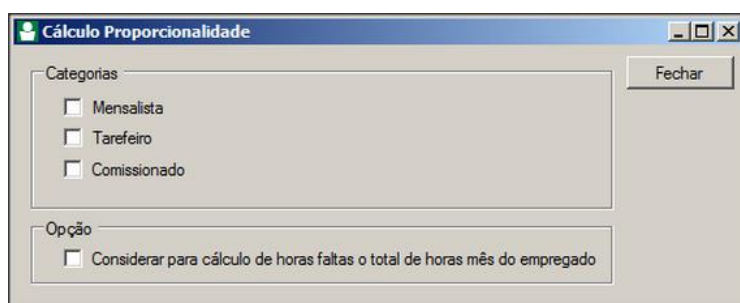 Cálculo Proporcionalidade
Categorias
Fechar
Mensalista
Tarefeiro
Comissionado
Opção
Considerar para cálculo de horas faltas o total de horas mês do empregado